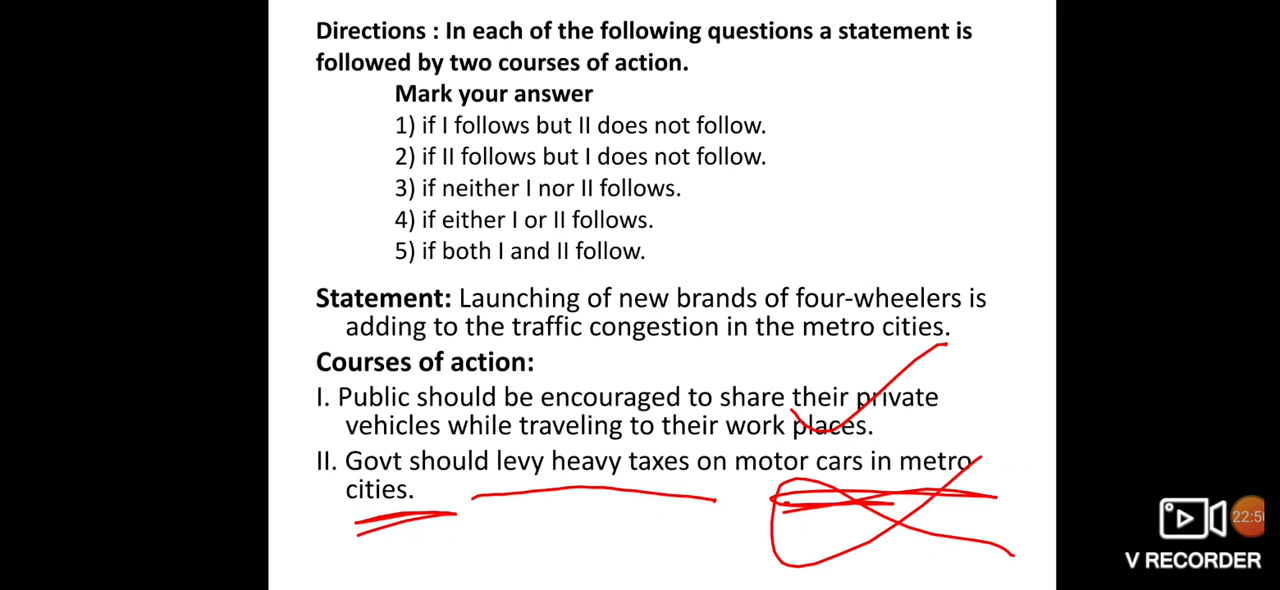 Directions : In each of the following questions a statement is
followed by two courses of action.
Mark your answer
1) if I follows but II does not follow.
2) if II follows but I does not follow.
3) if neither I nor II follows.
4) if either I or II follows.
5) if both I and II follow.
Statement: Launching of new brands of four-wheelers is
adding to the traffic congestion in the metro cities.
Courses of action:
I. Public should be encouraged to share their private
vehicles while traveling to their work places.
II. Govt should levy heavy taxes on motor cars in metro
cities.
V RECORDER